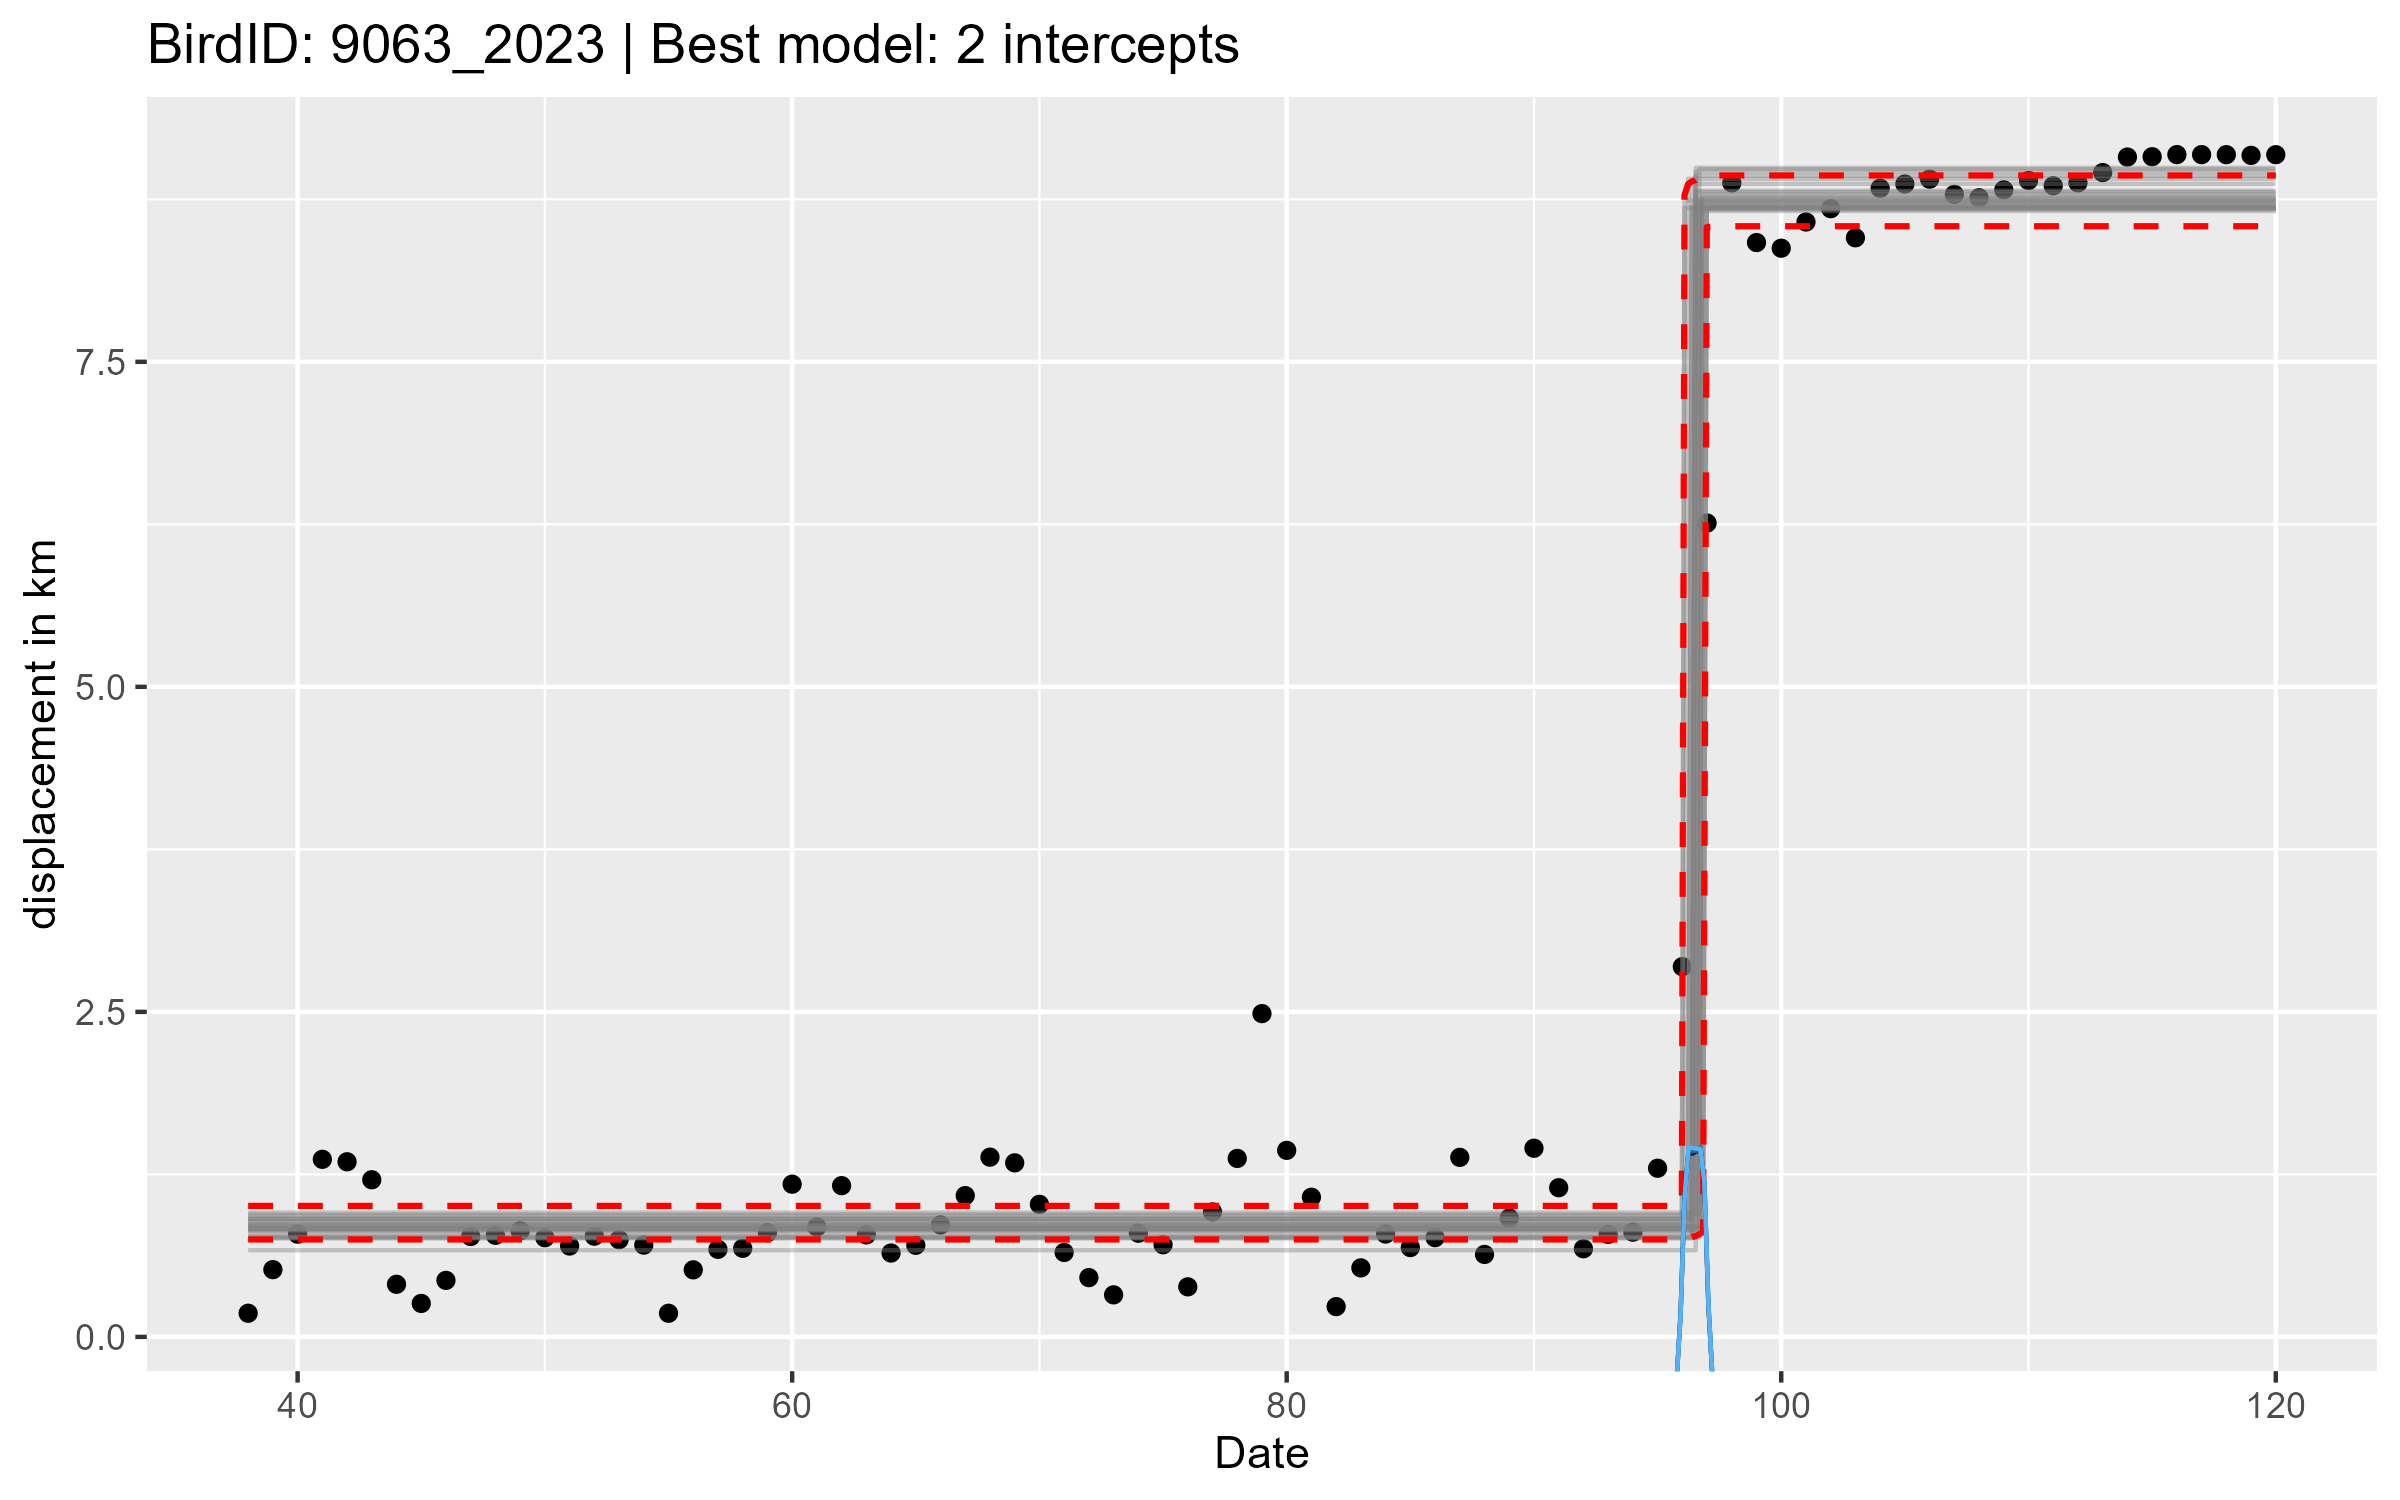 BirdID: 9063_2023 | Best model: 2 intercepts
displacement in km
7.5
5.0
2.5
0.0
40 60 80 100 120
Date